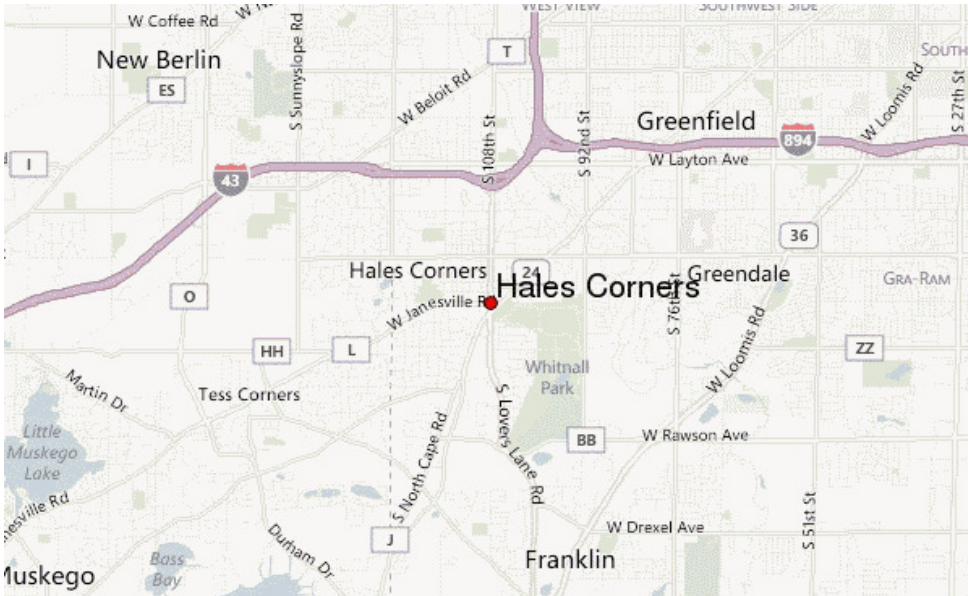 WEST VIEW
SOUTHWEST SIDE
W Coffee Rd
New Berlin
T
SOUTH
ES
S Sunnyslope Rd
W Beloit Rd
S 108th St
S 92nd St
Greenfield
894
W Loomis Rd
S 27th St
W Layton Ave
I
43
36
Hales Corners
24
Hales Corners
Greendale
GRA-RAM
O
W Janesville
S 76th St
HH
L
ZZ
W Loomis Rd
Whitnall
Park
Martin Dr
Tess Corners
S Lovers Lane Rd
Little
Muskego
Lake
S North Cape Rd
BB
W Rawson Ave
nesville Rd
J
W Drexel Ave
S 51st St
Durham Dr
Bass
Bay
Franklin
Muskego